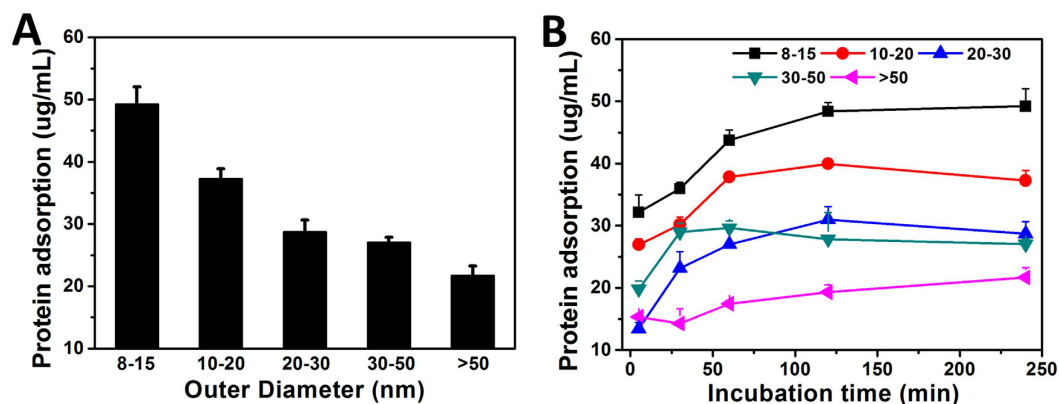 A
Protein adsorption (ug/mL)
60
50
40
30
20
10
8-15 10-20 20-30 30-50 >50
Outer Diameter (nm)
B
Protein adsorption (ug/mL)
60
50
40
30
20
10
8-15 10-20 20-30
30-50 >50
0 50 100 150 200 250
Incubation time (min)